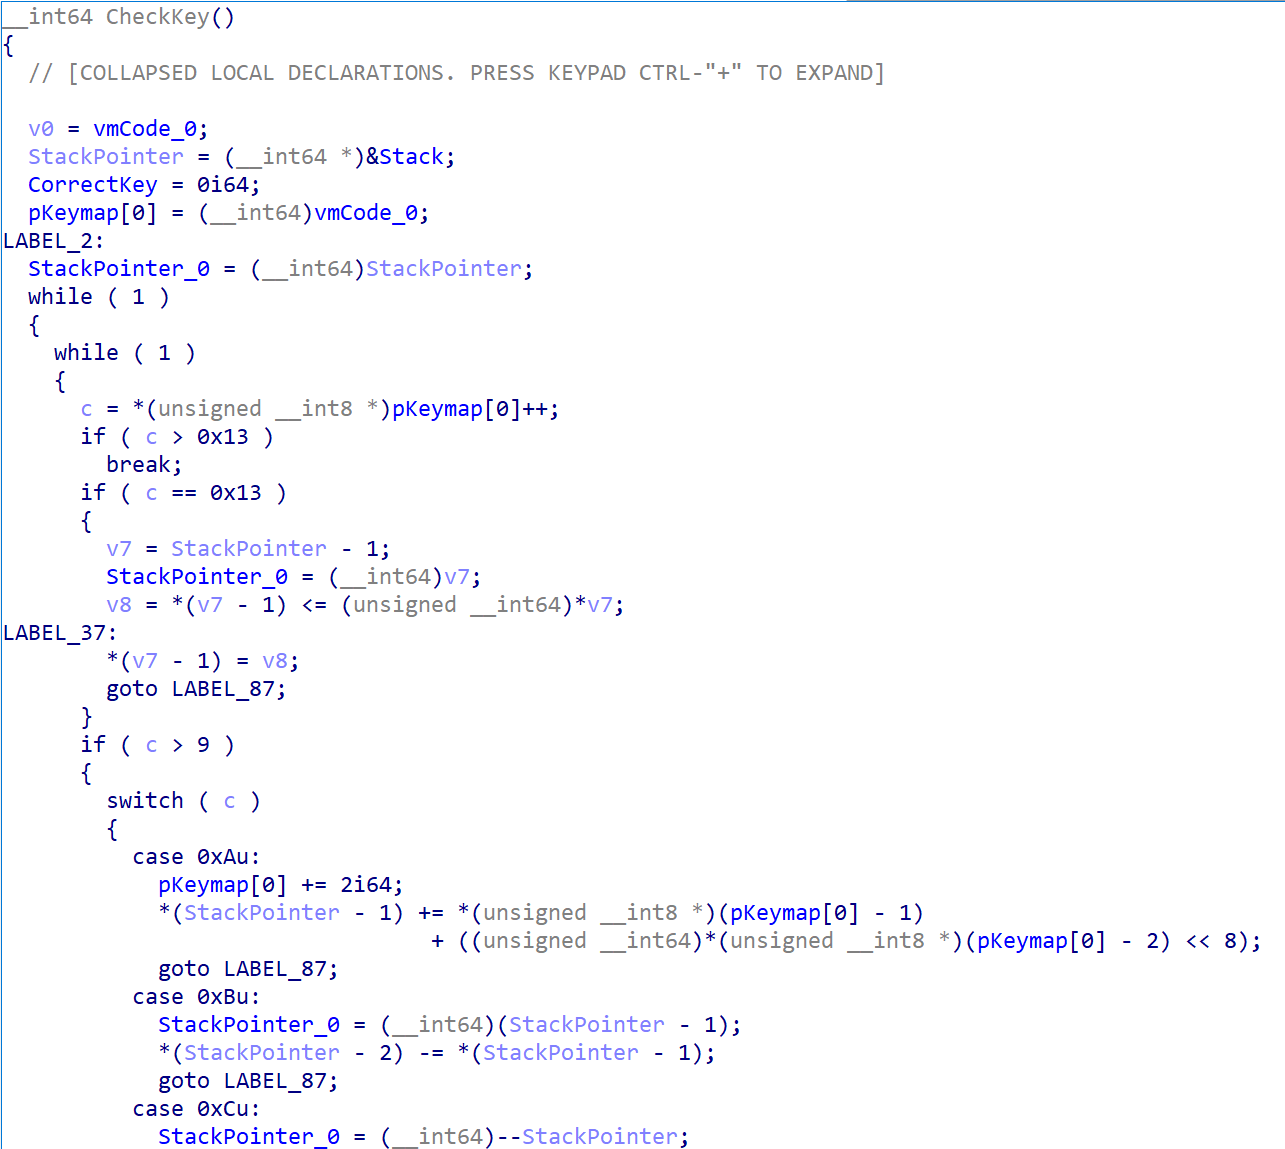 __int64 CheckKey()
{
  // [COLLAPSED LOCAL DECLARATIONS. PRESS KEYPAD CTRL-"+" TO EXPAND]

  v0 = vmCode_0;
  StackPointer = (__int64 *)&Stack;
  CorrectKey = 0i64;
  pKeymap[0] = (__int64)vmCode_0;
LABEL_2:
  StackPointer_0 = (__int64)StackPointer;
  while ( 1 )
  {
    while ( 1 )
    {
      c = *(unsigned __int8 *)pKeymap[0]++;
      if ( c > 0x13 )
        break;
      if ( c == 0x13 )
      {
        v7 = StackPointer - 1;
        StackPointer_0 = (__int64)v7;
        v8 = *(v7 - 1) <= (unsigned __int64)*v7;
LABEL_37:
        *(v7 - 1) = v8;
        goto LABEL_87;
      }
      if ( c > 9 )
      {
        switch ( c )
        {
          case 0xAu:
            pKeymap[0] += 2i64;
            *(StackPointer - 1) += *(unsigned __int8 *)(pKeymap[0] - 1)
                                 + ((unsigned __int64)*(unsigned __int8 *)(pKeymap[0] - 2) << 8);
            goto LABEL_87;
          case 0xBu:
            StackPointer_0 = (__int64)(StackPointer - 1);
            *(StackPointer - 2) -= *(StackPointer - 1);
            goto LABEL_87;
          case 0xCu:
            StackPointer_0 = (__int64)--StackPointer;